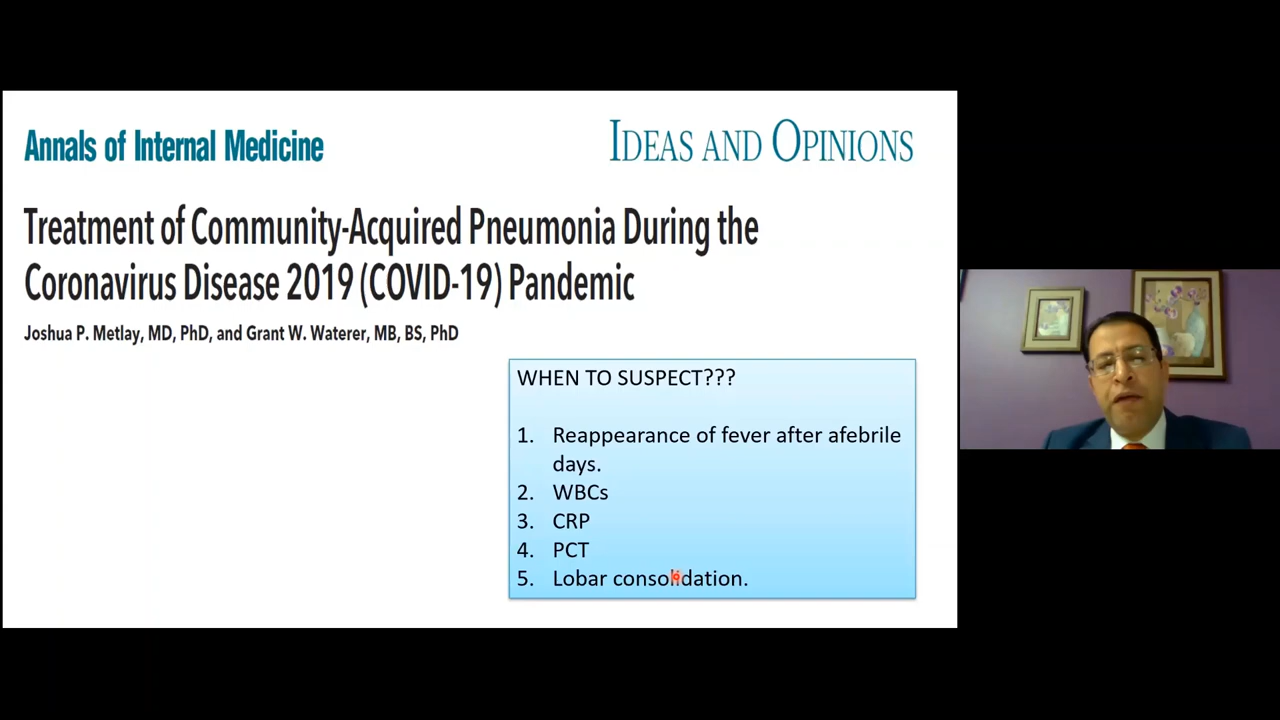 Annals of Internal Medicine
IDEAS AND OPINIONS
Treatment of Community-Acquired Pneumonia During the
Coronavirus Disease 2019 (COVID-19) Pandemic
Joshua P. Metlay, MD, PhD, and Grant W. Waterer, MB, BS, PhD
WHEN TO SUSPECT???
1. Reappearance of fever after afebrile
days.
2. WBCs
3. CRP
4. PCT
5. Lobar consolidation.